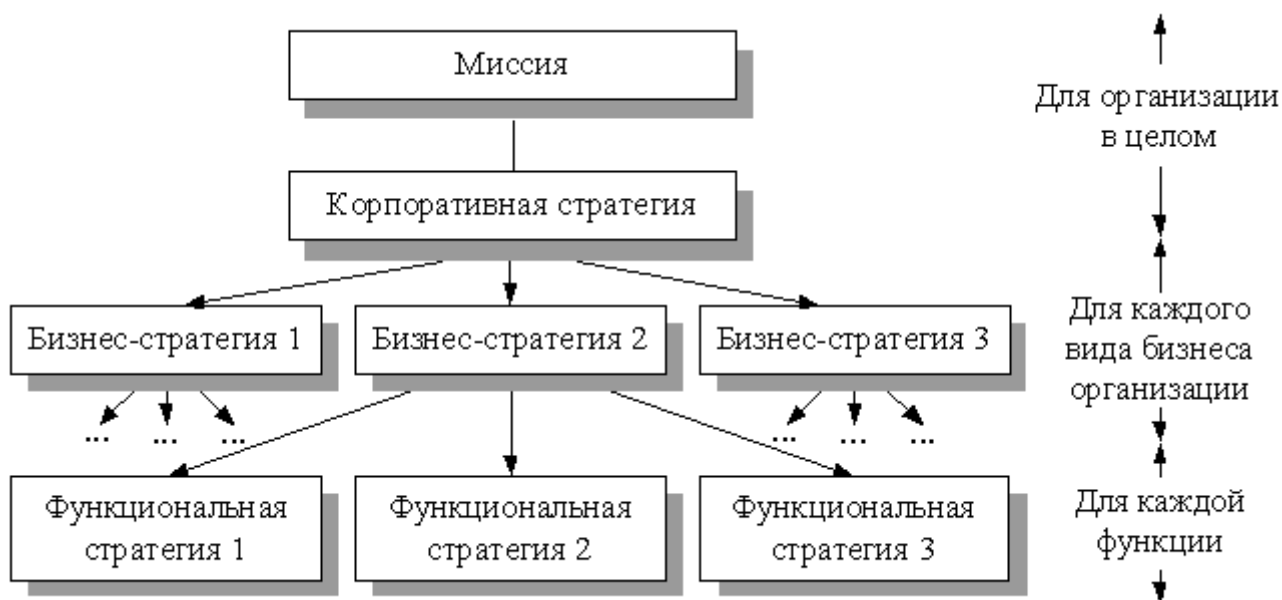 Миссия
Для организации
в целом
Корпоративная стратегия
Бизнес-стратегия 1
Бизнес-стратегия 2
Бизнес-стратегия 3
Для каждого
вида бизнеса
организации
... ... ...
... ... ...
Функциональная
стратегия 1
Функциональная
стратегия 2
Функциональная
стратегия 3
Для каждой
функции